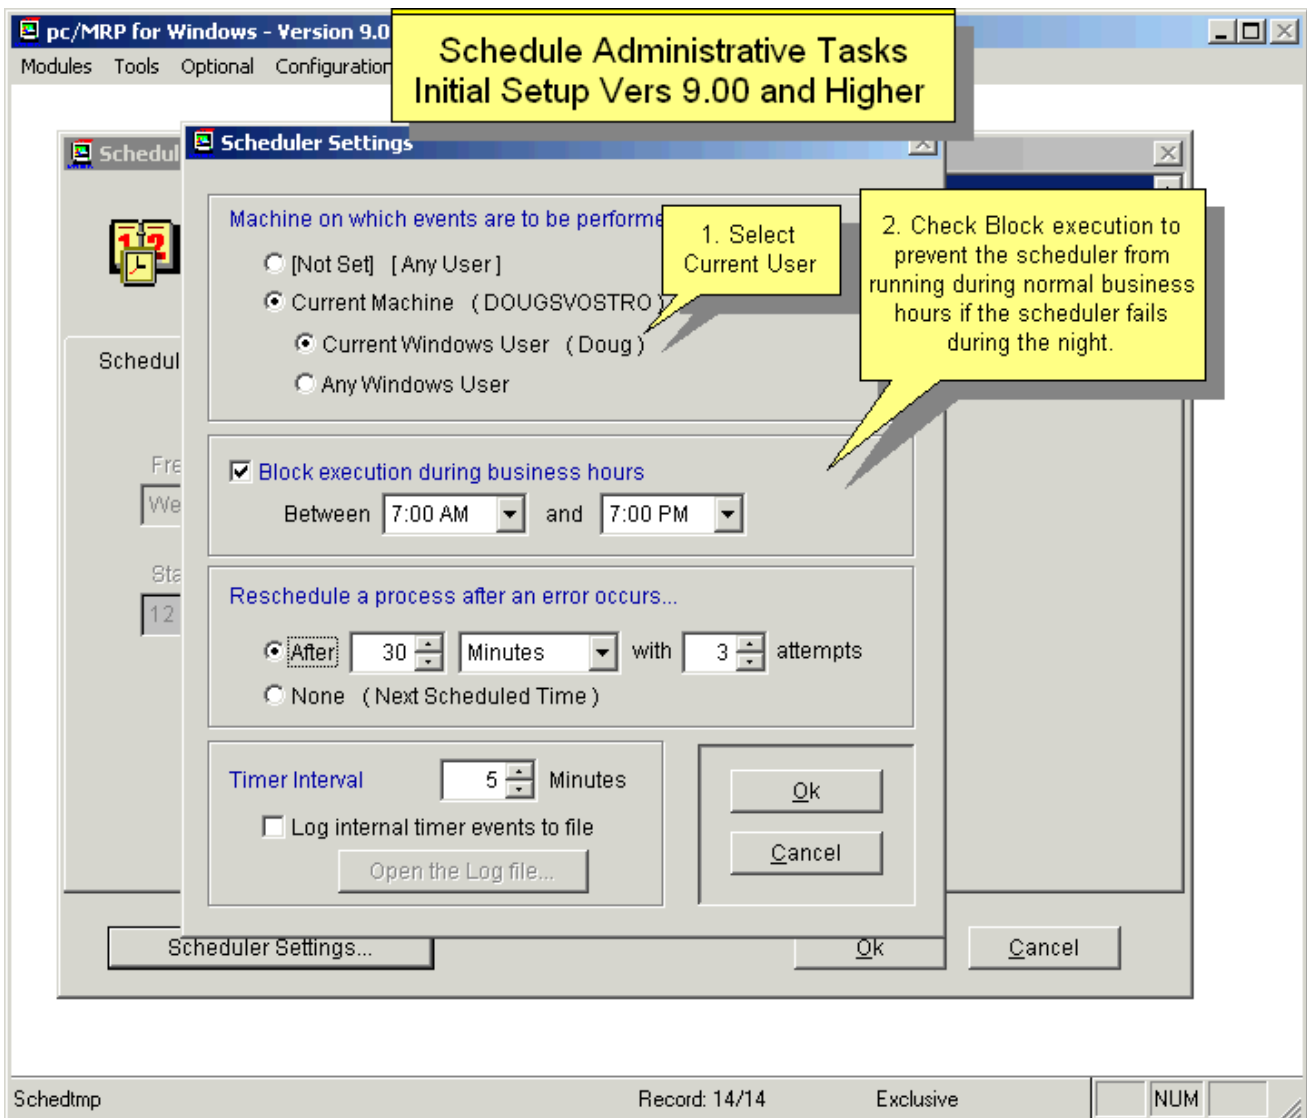 pc/MRP for Windows - Version 9.0
Schedule Administrative Tasks
Initial Setup Vers 9.00 and Higher
Modules Tools Optional Configuration
Schedul
Scheduler Settings
Machine on which events are to be performe
[Not Set] [ Any User ]
Current Machine ( DOUGSVOSTRO )
Current Windows User ( Doug )
Any Windows User
1. Select
Current User
2. Check Block execution to
prevent the scheduler from
running during normal business
hours if the scheduler fails
during the night.
Schedul
Fre
We
Sta
12
Block execution during business hours
Between 7:00 AM and 7:00 PM
Reschedule a process after an error occurs...
After 30 Minutes with 3 attempts
None ( Next Scheduled Time )
Timer Interval 5 Minutes
Log internal timer events to file
Open the Log file...
Ok
Cancel
Scheduler Settings...
Ok
Cancel
Schedtmp Record: 14/14 Exclusive NUM